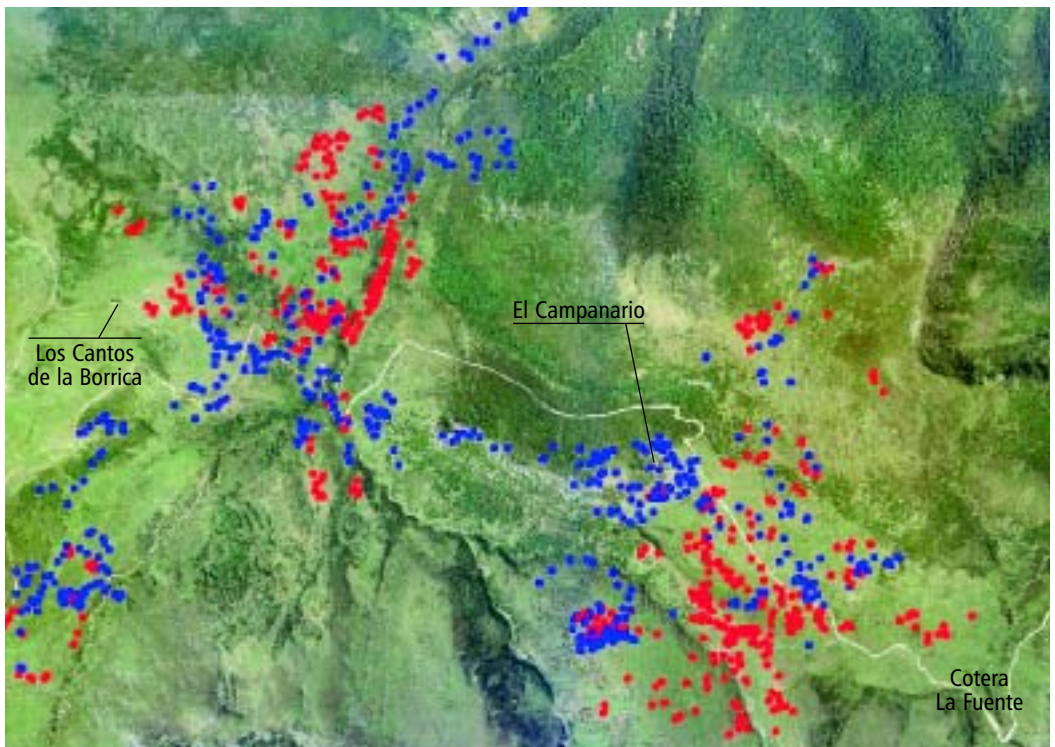 El Campanario
Los Cantos
de la Borrica
Cotera
La Fuente